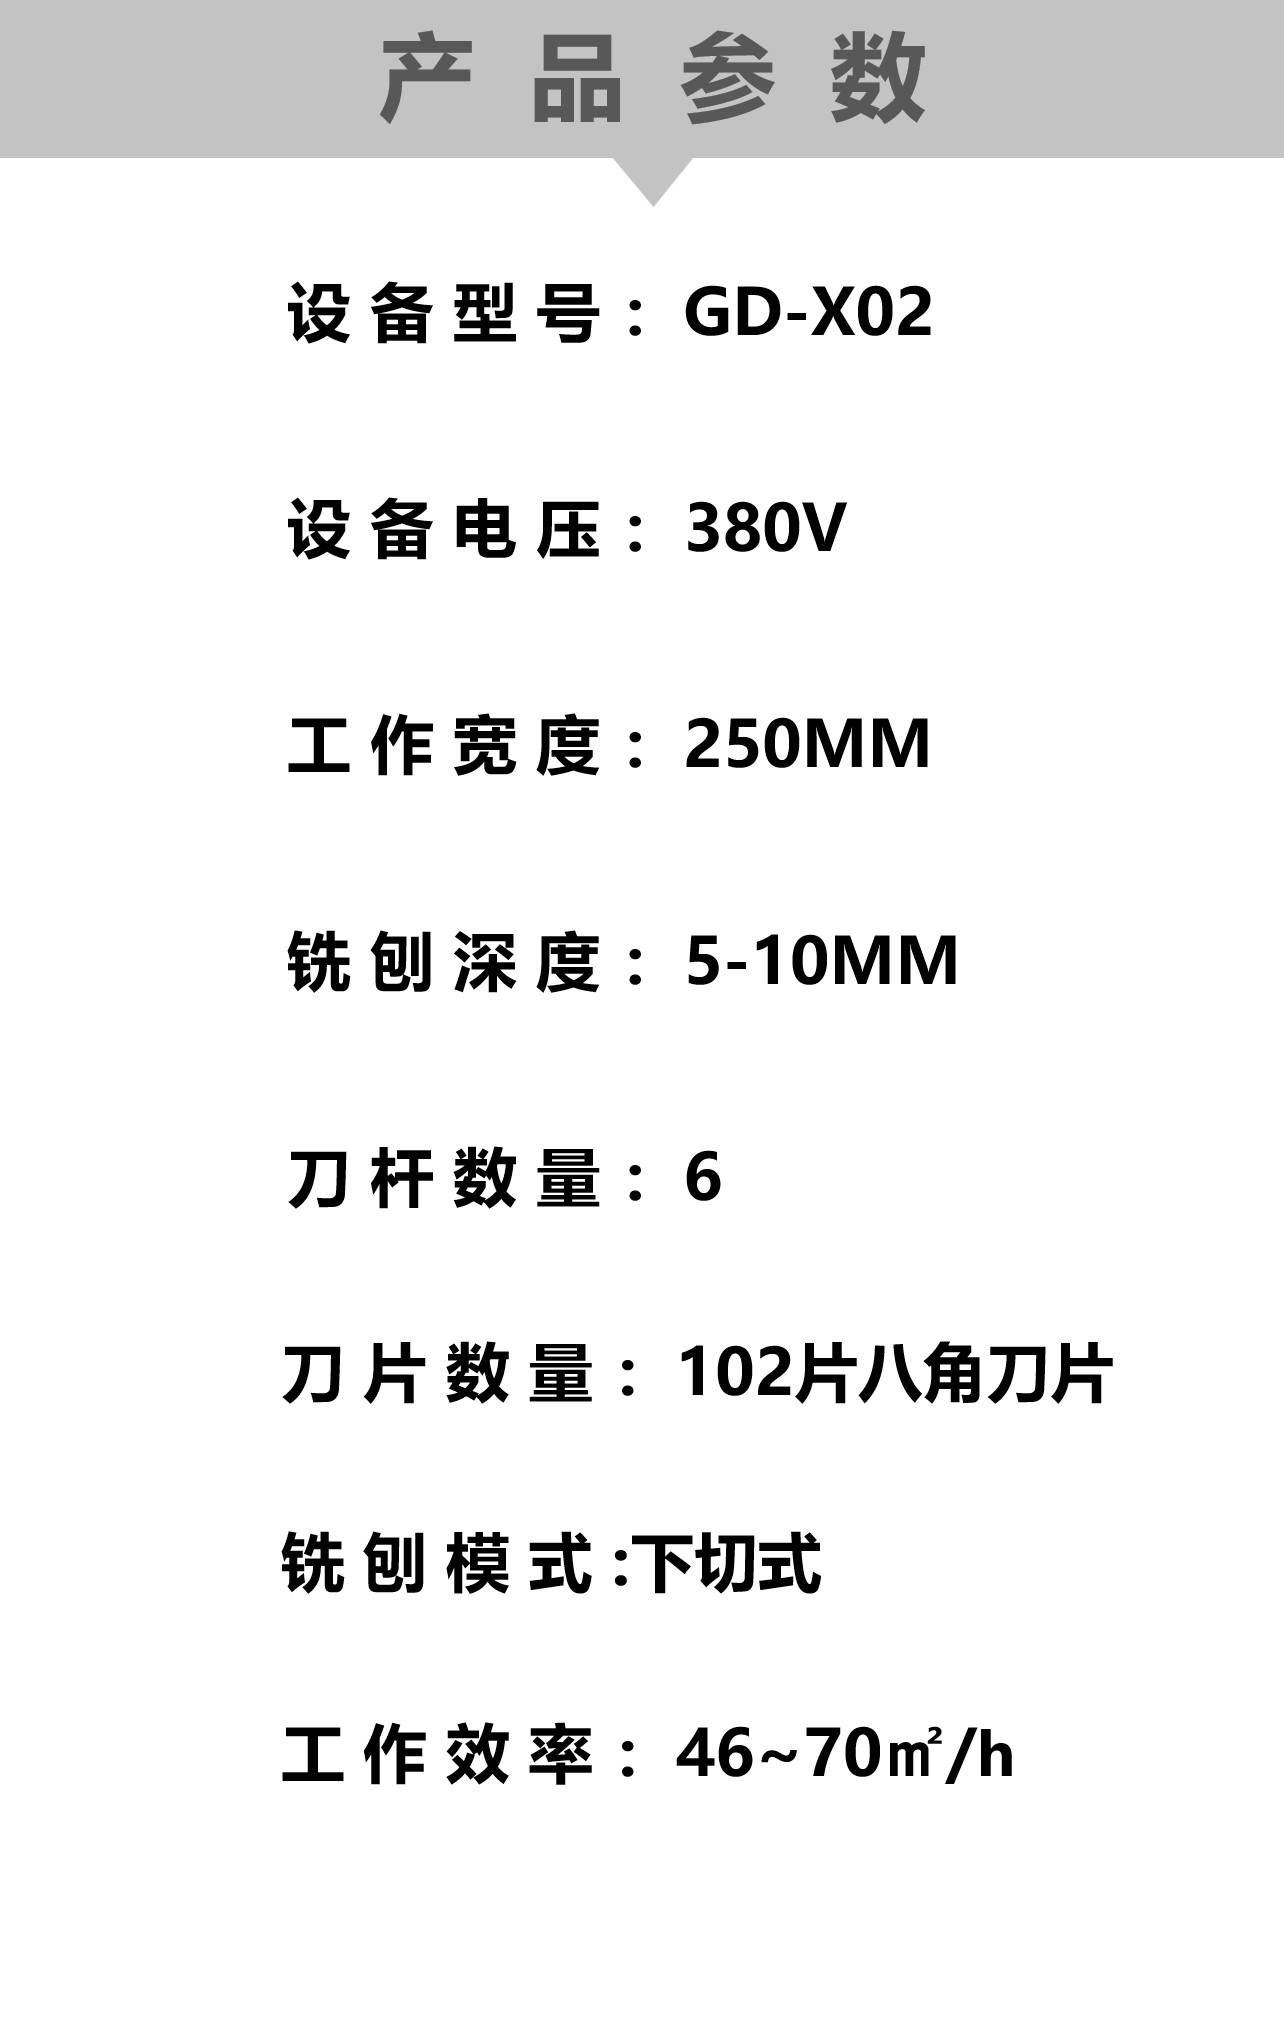 产品参数
设备型号：GD-X02
设备电压：380V
工作宽度：250MM
铣刨深度：5-10MM
刀杆数量：6
刀片数量：102片八角刀片
铣刨模式:下切式
工作效率：46~70㎡/h